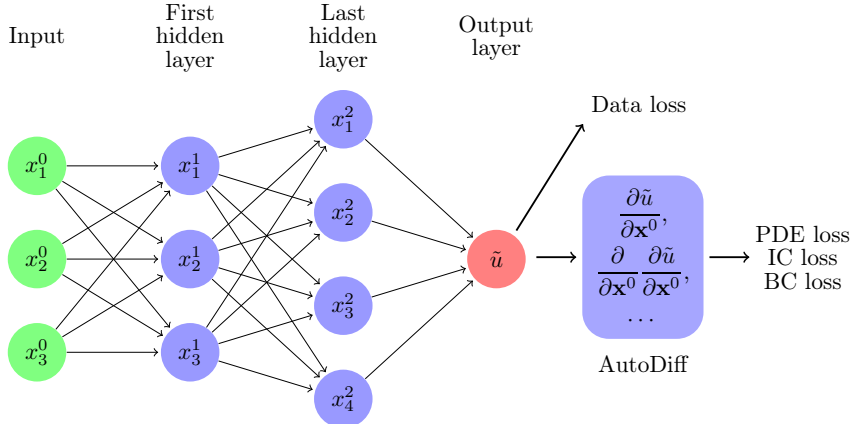 Input
First
hidden
layer
Last
hidden
layer
Output
layer
x_1^0
x_2^0
x_3^0
x_1^1
x_2^1
x_3^1
x_1^2
x_2^2
x_3^2
x_4^2
ũ
Data loss
∂ũ/∂𝐱^0,
∂/∂𝐱^0 ∂ũ/∂𝐱^0,
...
AutoDiff
PDE loss
IC loss
BC loss